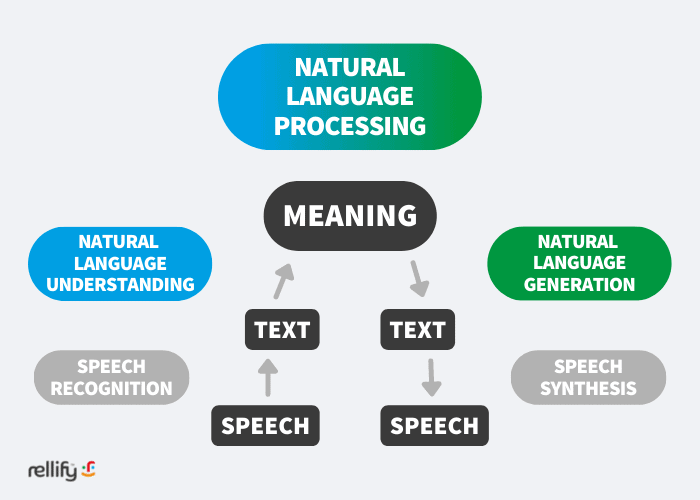 NATURAL
LANGUAGE
PROCESSING
MEANING
NATURAL
LANGUAGE
UNDERSTANDING
NATURAL
LANGUAGE
GENERATION
TEXT
TEXT
SPEECH
RECOGNITION
SPEECH
SYNTHESIS
SPEECH
SPEECH
rellify